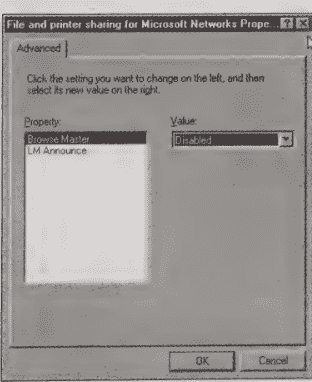 File and printer sharing for Microsoft Networks Prope...
Advanced
Click the setting you want to change on the left, and then
select its new value on the right.
Property:
Value:
Browse Master
Disabled
LM Announce
OK
Cancel